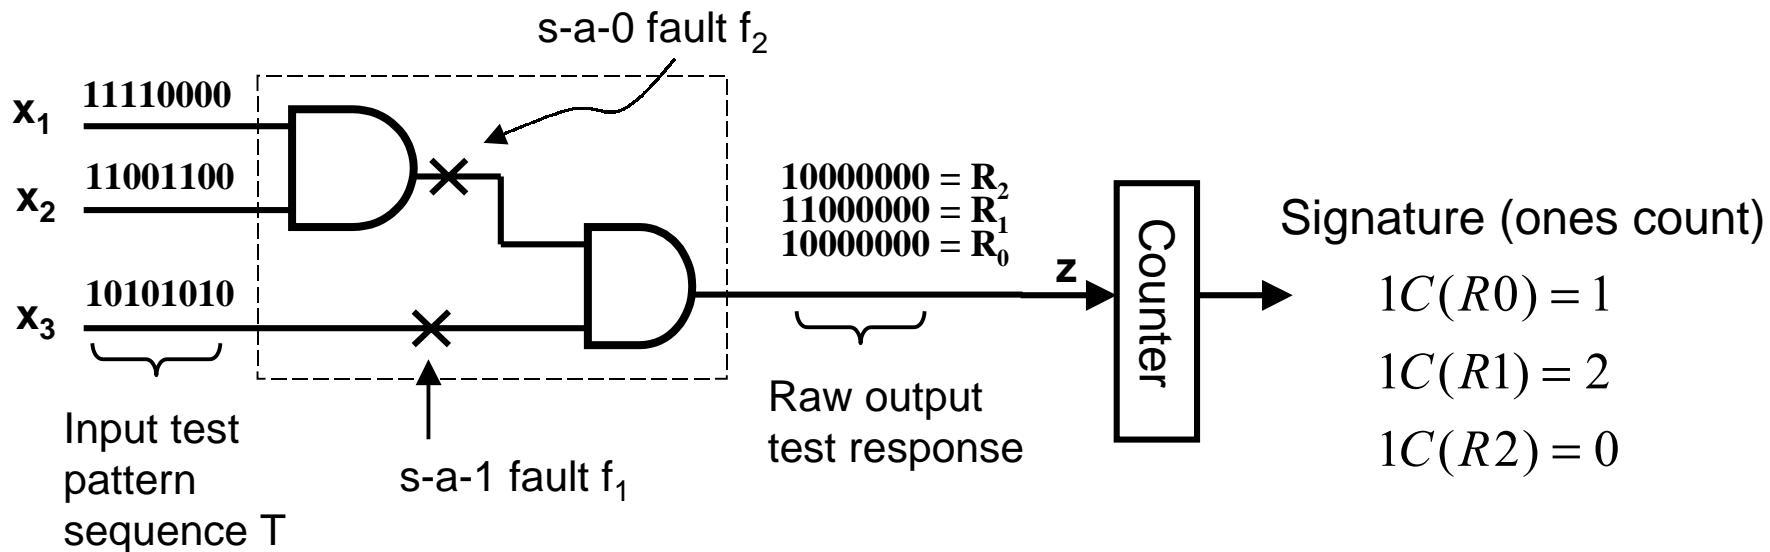 s-a-0 fault f₂
x₁ 11110000
x₂ 11001100
x₃ 10101010
10000000 = R₂
11000000 = R₁
10000000 = R₀
z
Counter
Signature (ones count)
1C(R0) = 1
1C(R1) = 2
1C(R2) = 0
Input test
pattern
sequence T
s-a-1 fault f₁
Raw output
test response